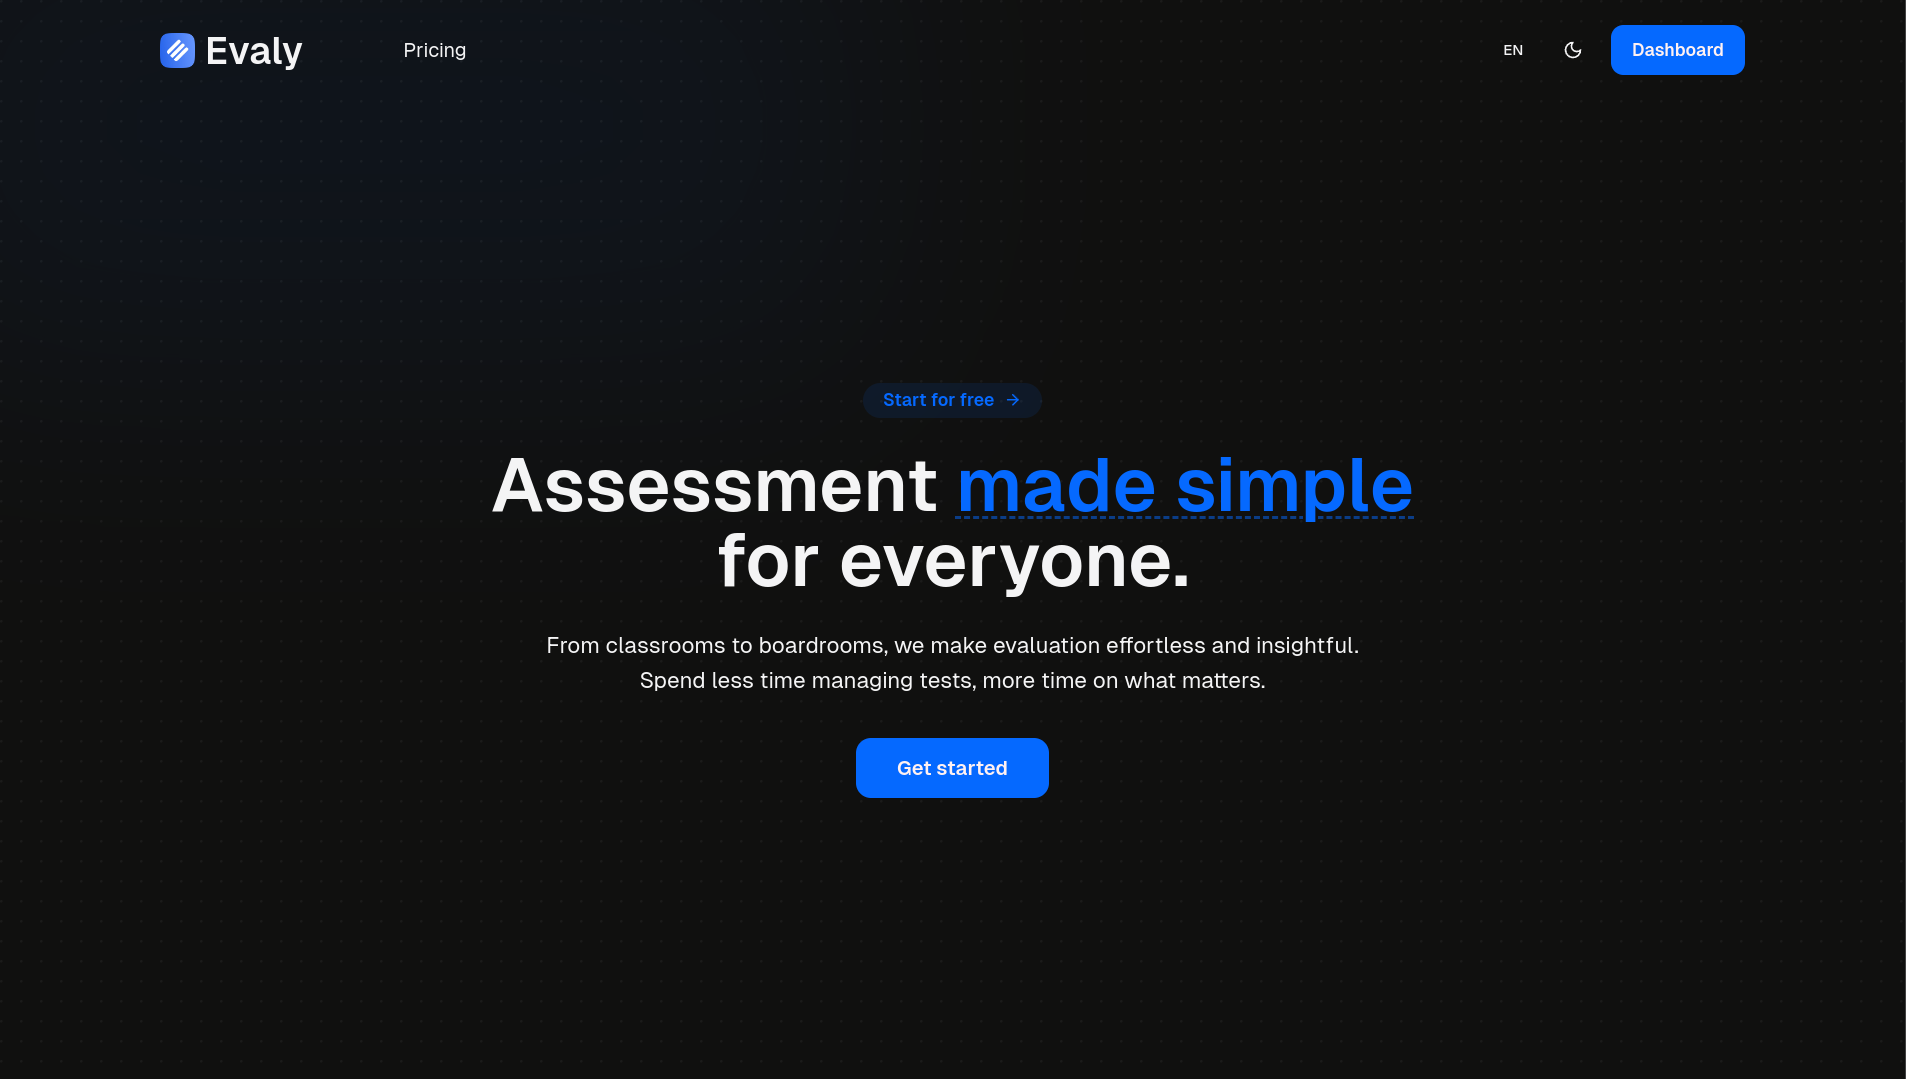 Evaly
Pricing
EN
Dashboard
Start for free
Assessment made simple
for everyone.
From classrooms to boardrooms, we make evaluation effortless and insightful.
Spend less time managing tests, more time on what matters.
Get started